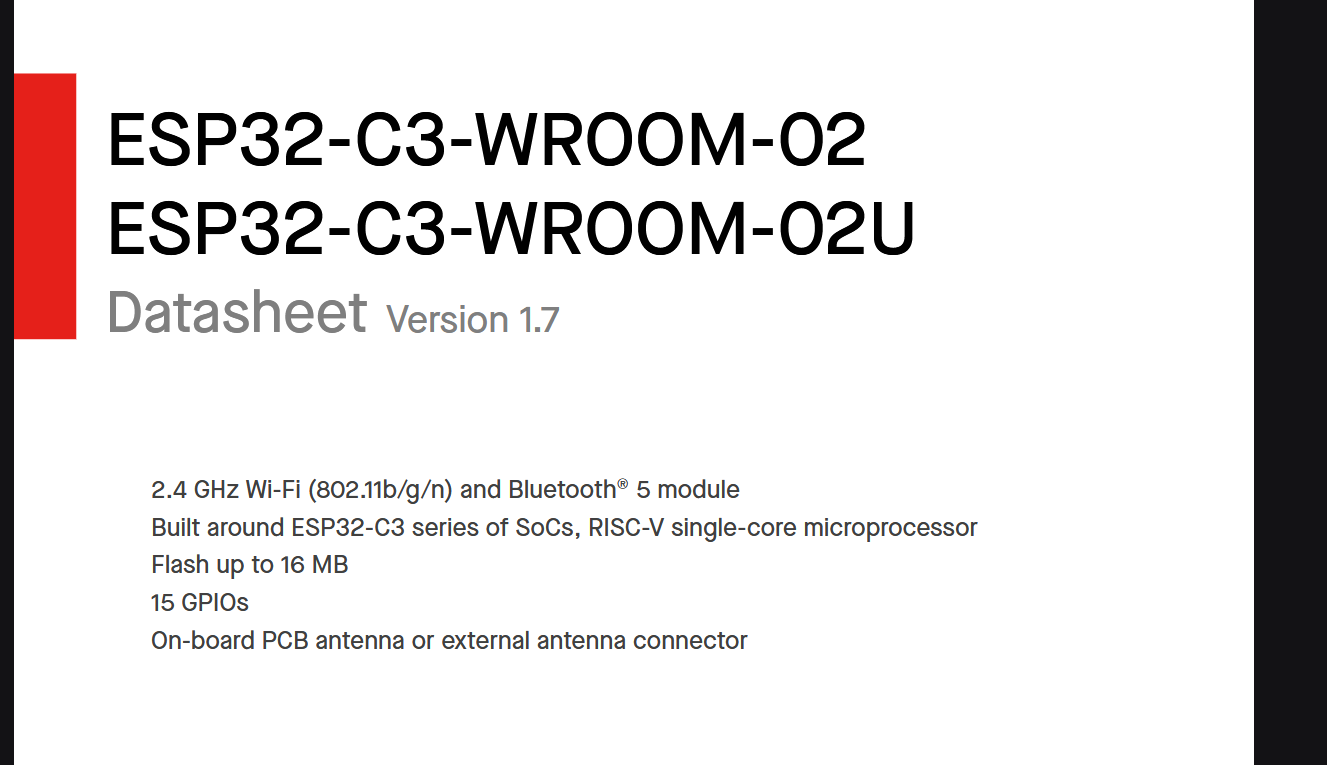 ESP32-C3-WROOM-02
ESP32-C3-WROOM-02U
Datasheet Version 1.7
2.4 GHz Wi-Fi (802.11b/g/n) and Bluetooth® 5 module
Built around ESP32-C3 series of SoCs, RISC-V single-core microprocessor
Flash up to 16 MB
15 GPIOs
On-board PCB antenna or external antenna connector